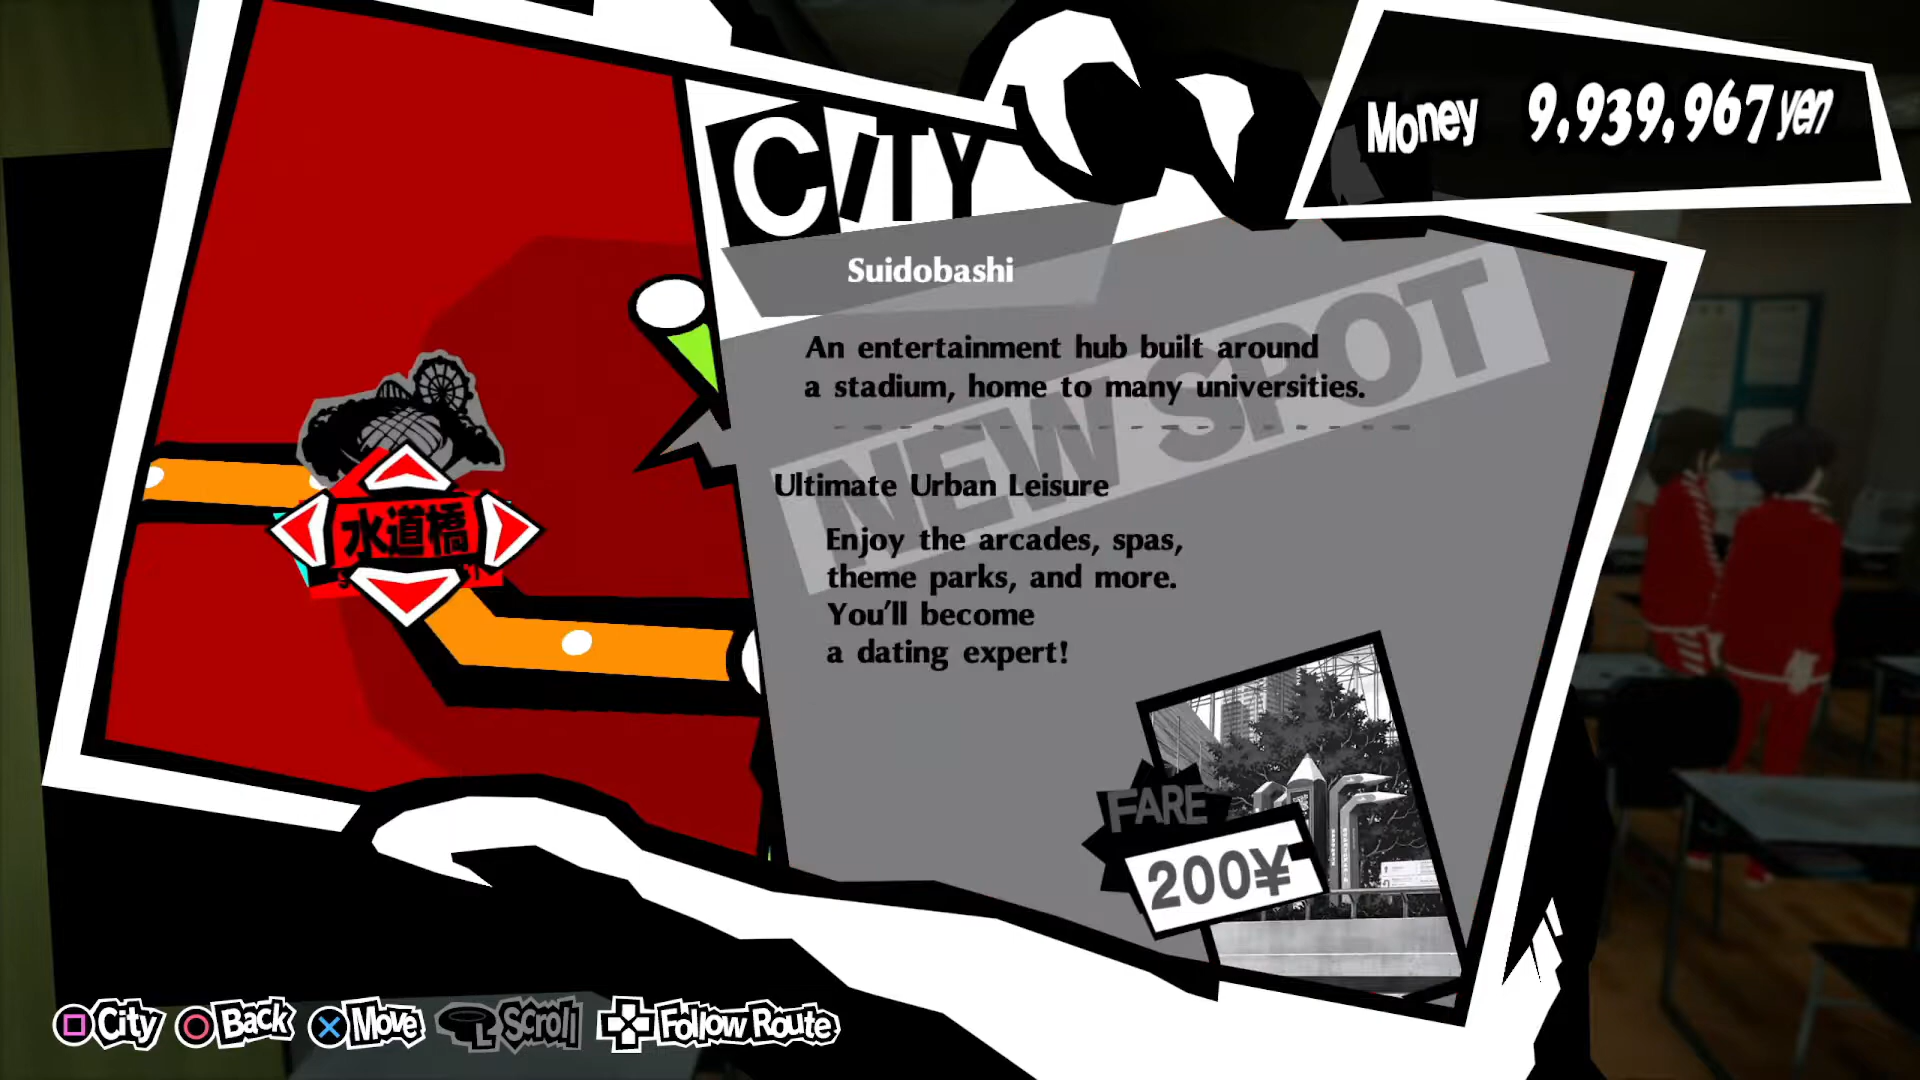 CITY
Money 9,939,967 yen
Suidobashi
NEW SPOT
An entertainment hub built around
a stadium, home to many universities.
Ultimate Urban Leisure
Enjoy the arcades, spas,
theme parks, and more.
You'll become
a dating expert!
水道橋
FARE
200¥
City Back Move L Scroll Follow Route